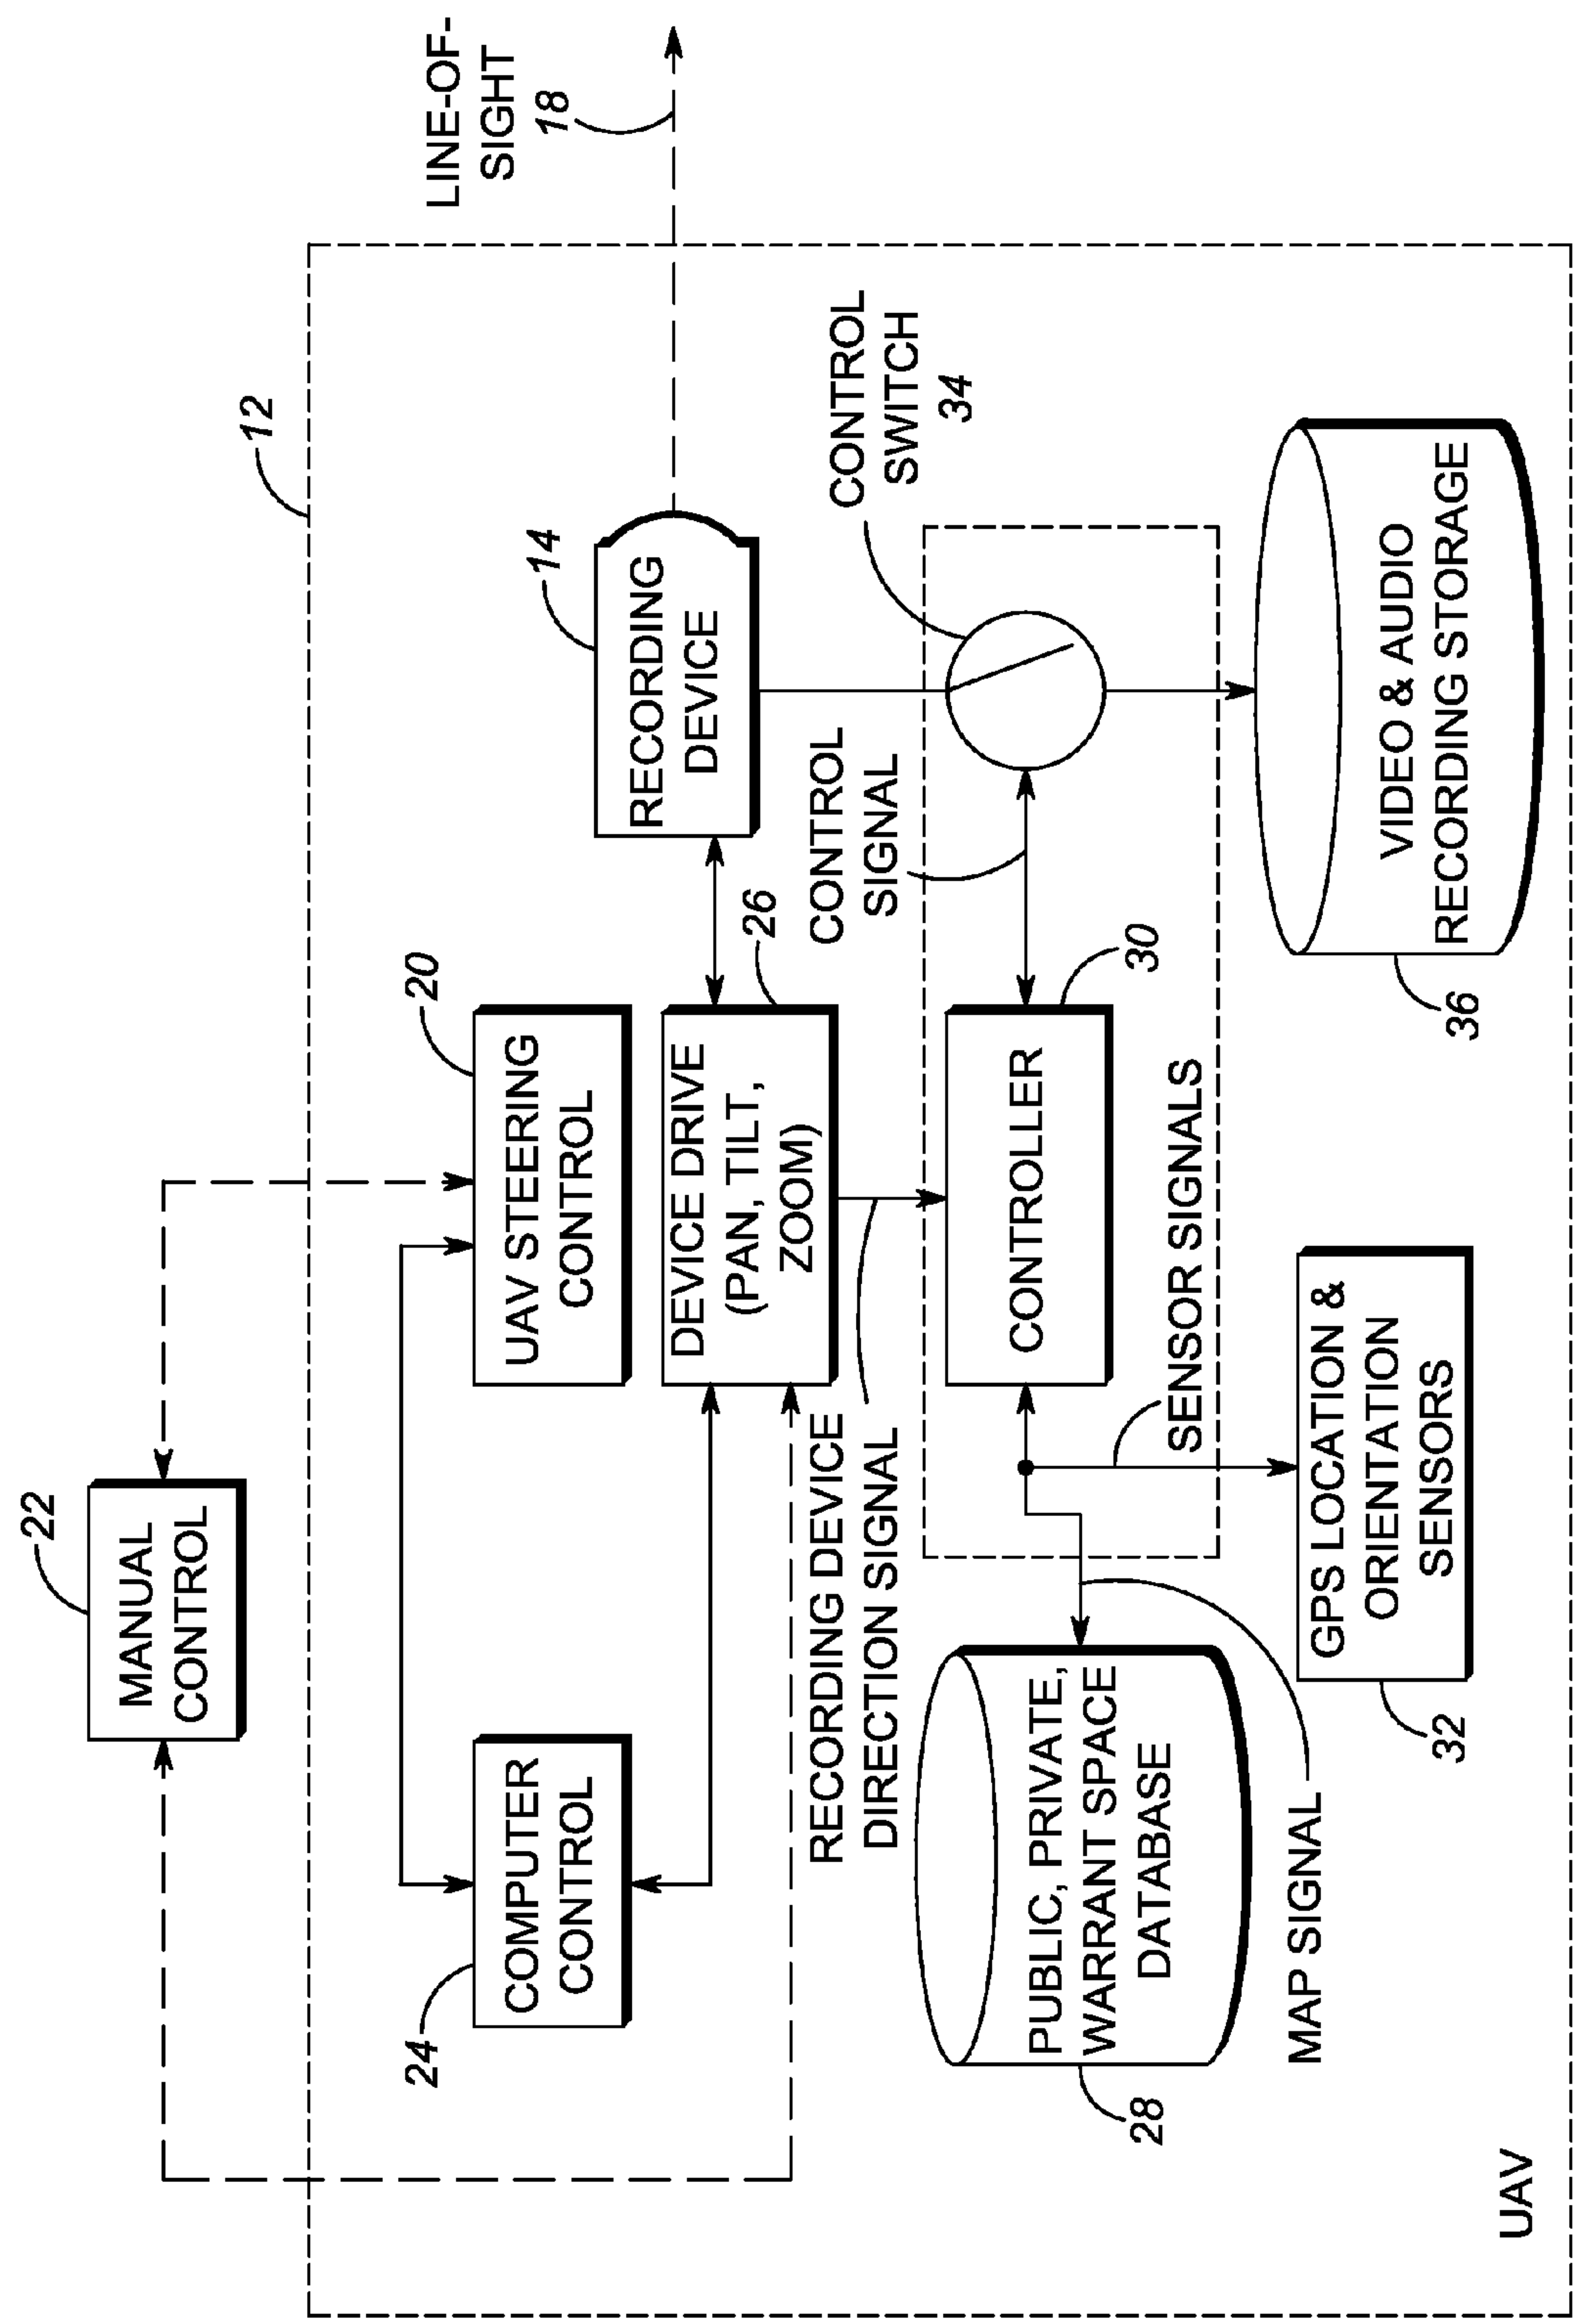 22
MANUAL
CONTROL
12
LINE-OF-
SIGHT
18
24
COMPUTER
CONTROL
20
UAV STEERING
CONTROL
14
RECORDING
DEVICE
26
DEVICE DRIVE
(PAN, TILT,
ZOOM)
RECORDING DEVICE
DIRECTION SIGNAL
CONTROL
SIGNAL
CONTROL
SWITCH
34
28
PUBLIC, PRIVATE,
WARRANT SPACE
DATABASE
30
CONTROLLER
SENSOR SIGNALS
MAP SIGNAL
32
GPS LOCATION &
ORIENTATION
SENSORS
36
VIDEO & AUDIO
RECORDING STORAGE
UAV